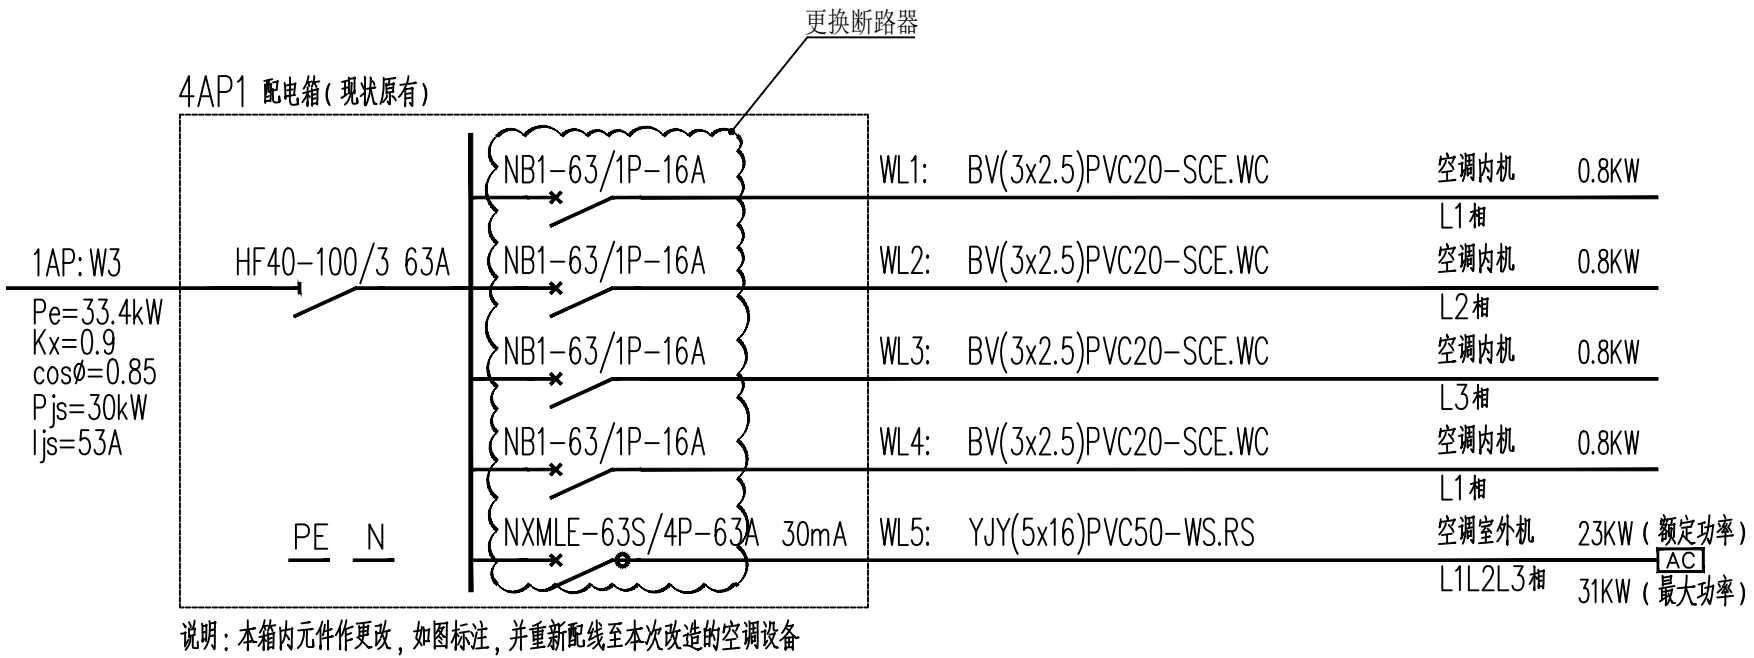 更换断路器
4AP1 配电箱(现状原有)
NB1-63/1P-16A WL1: BV(3x2.5)PVC20-SCE.WC 空调内机 0.8KW
L1相
1AP:W3 HF40-100/3 63A NB1-63/1P-16A WL2: BV(3x2.5)PVC20-SCE.WC 空调内机 0.8KW
L2相
Pe=33.4kW
Kx=0.9
NB1-63/1P-16A WL3: BV(3x2.5)PVC20-SCE.WC 空调内机 0.8KW
cosø=0.85
L3相
Pjs=30kW
Ijs=53A
NB1-63/1P-16A WL4: BV(3x2.5)PVC20-SCE.WC 空调内机 0.8KW
L1相
PE N NXMLE-63S/4P-63A 30mA WL5: YJY(5x16)PVC50-WS.RS 空调室外机 23KW(额定功率)
AC
L1L2L3相 31KW(最大功率)
说明:本箱内元件作更改,如图标注,并重新配线至本次改造的空调设备